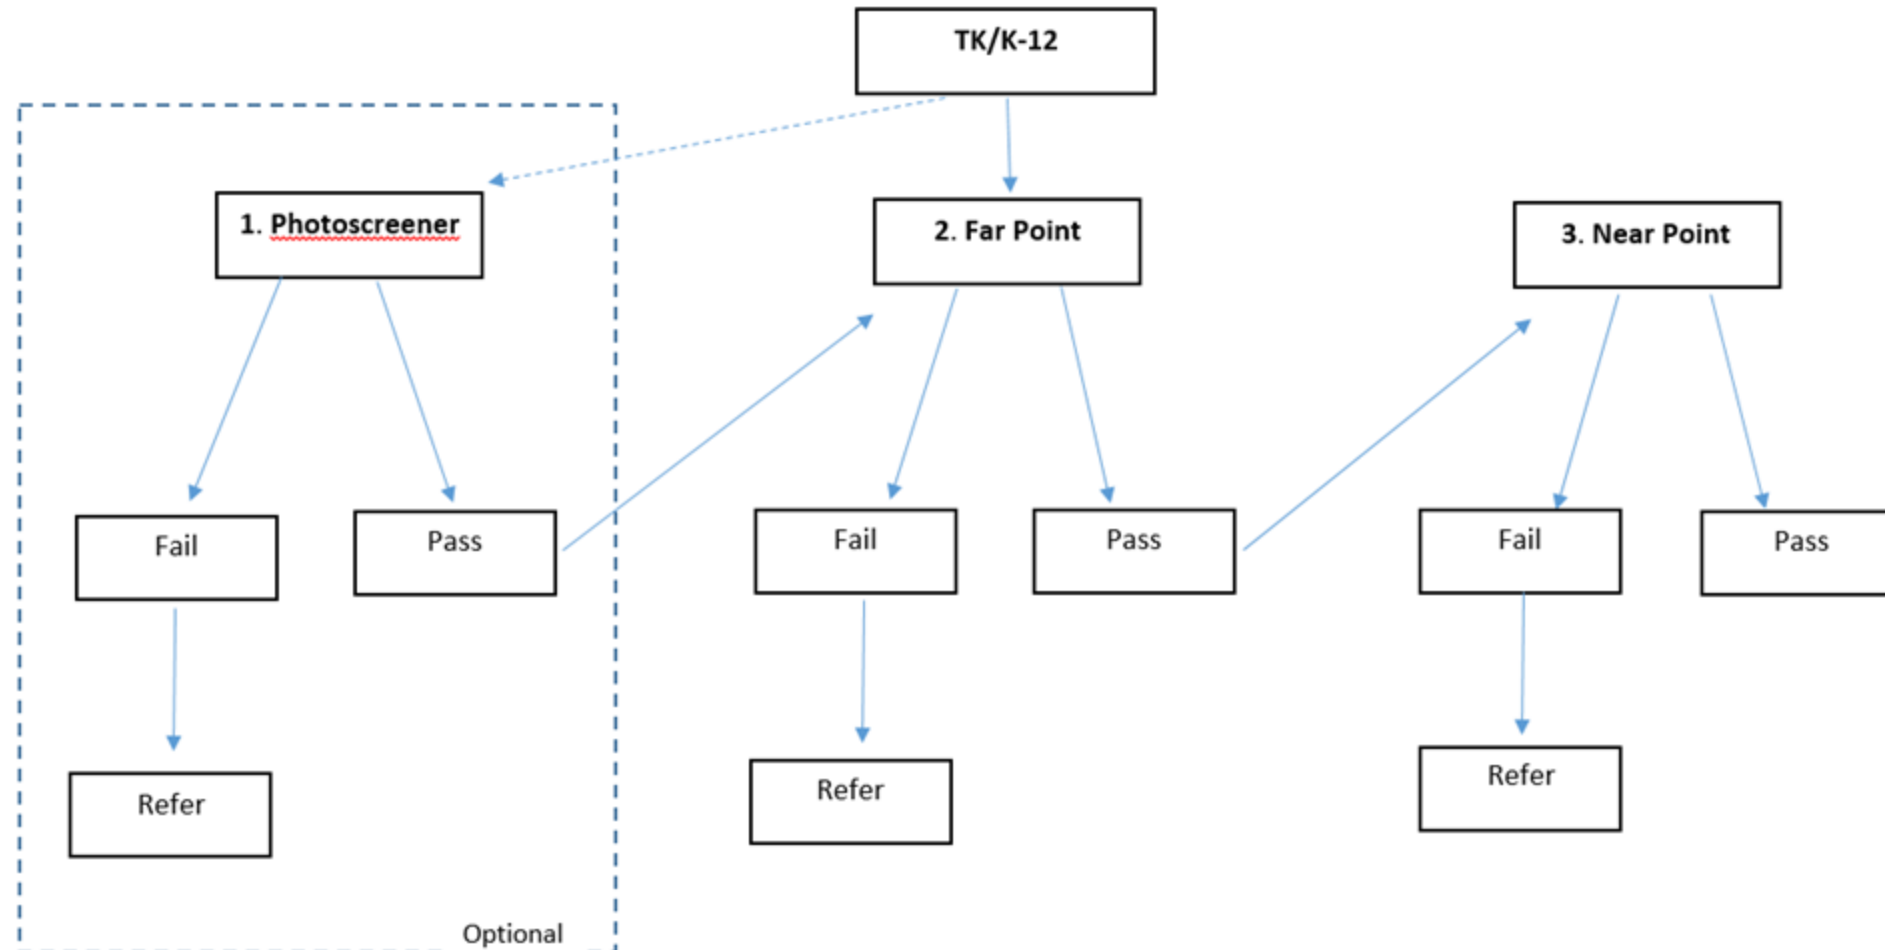 TK/K-12
1. Photoscreener
2. Far Point
3. Near Point
Fail
Pass
Fail
Pass
Fail
Pass
Refer
Refer
Refer
Optional